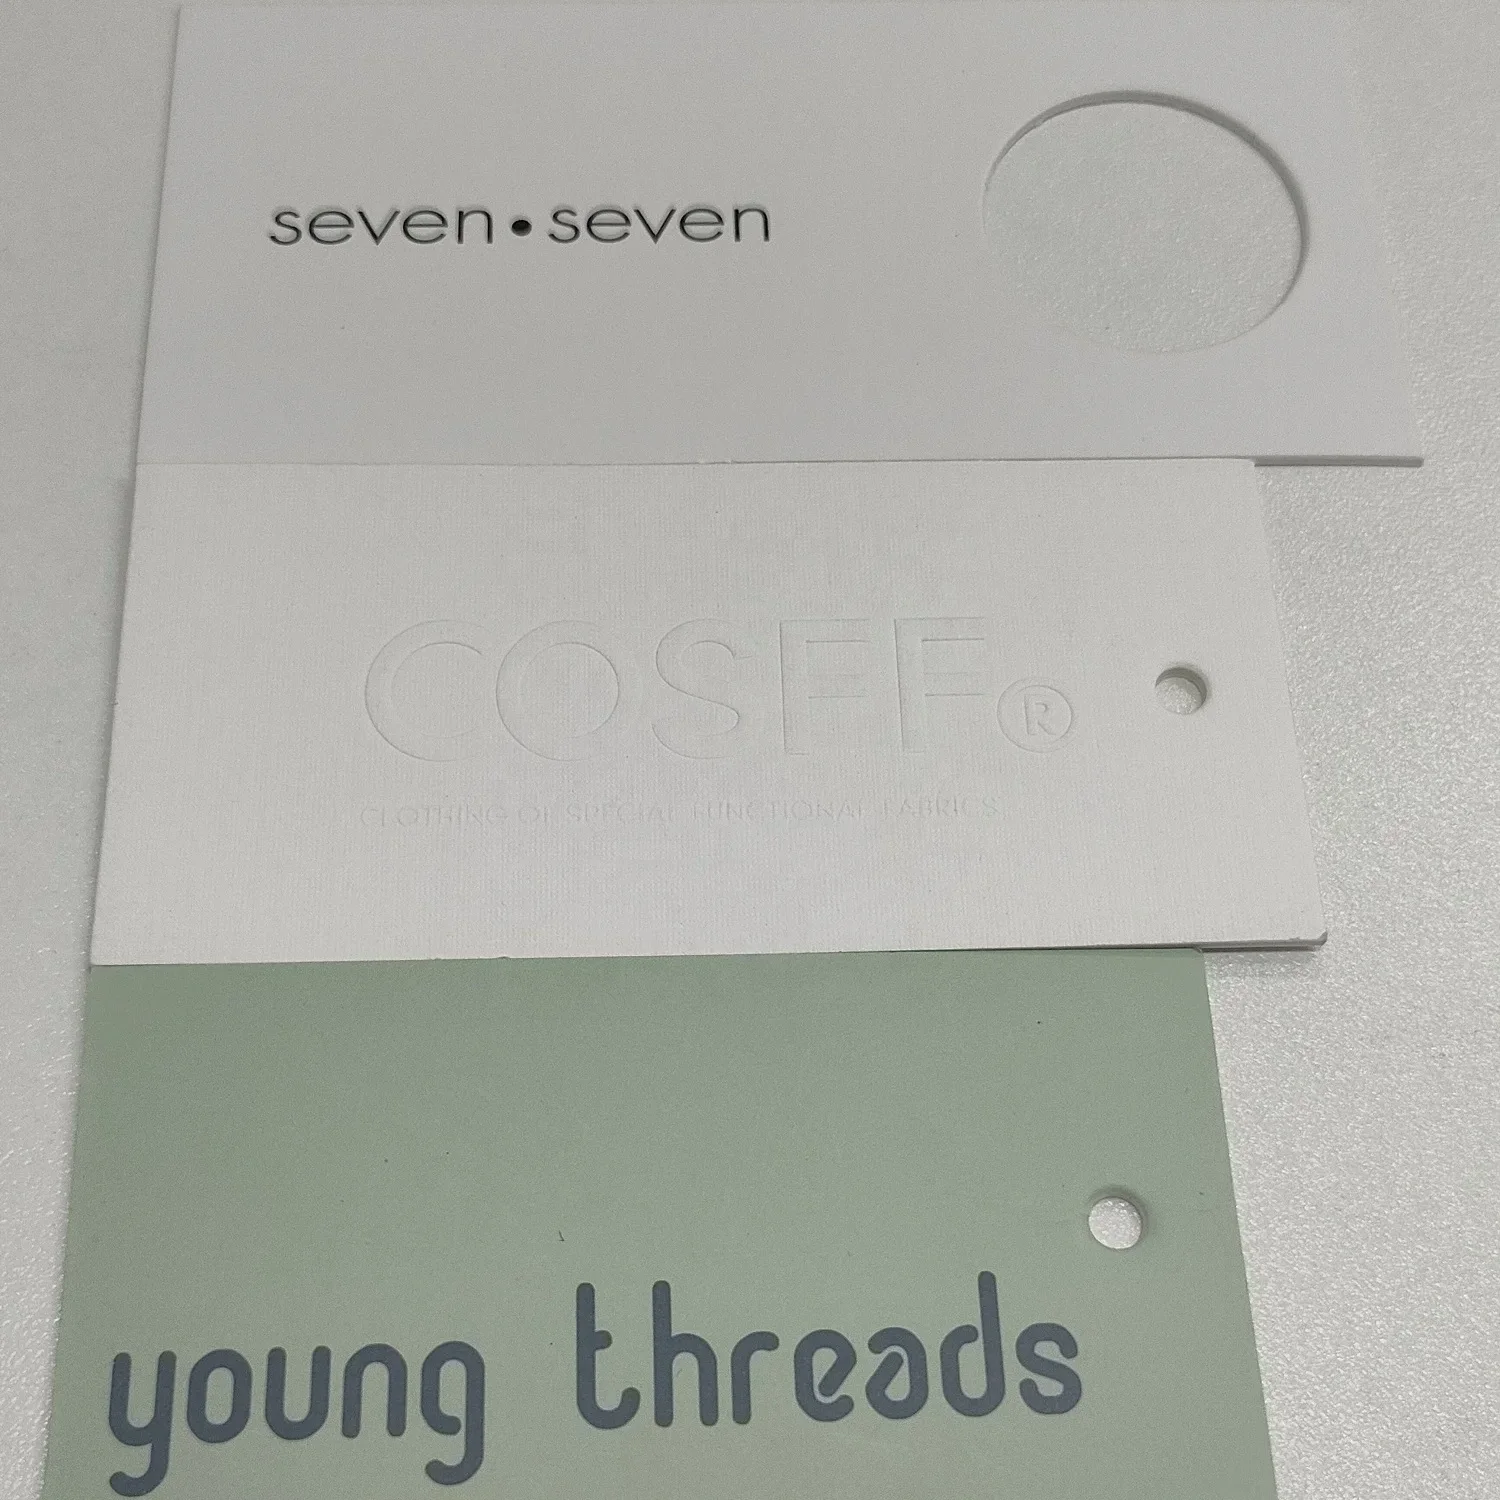 seven•seven
COSFF®
CLOTHING OF SPECIAL FUNCTIONAL FABRICS
young threads